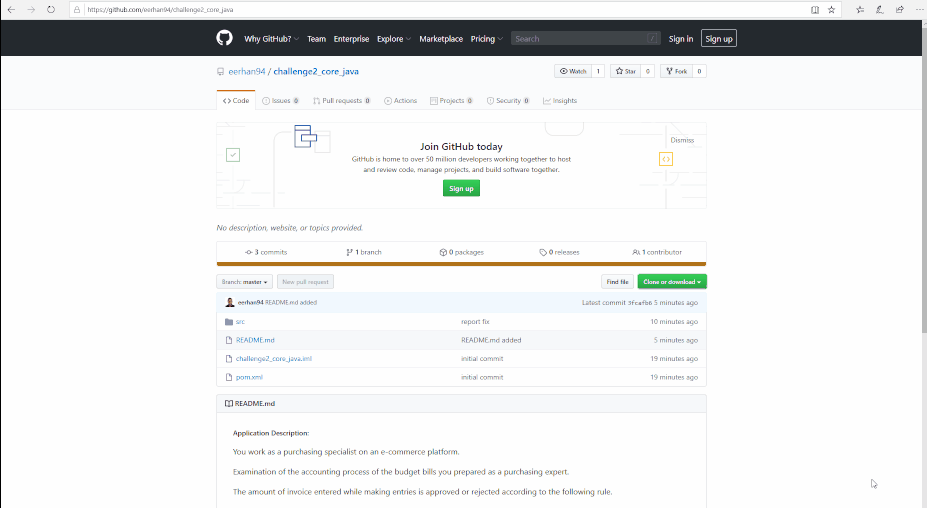 https://github.com/eerhan94/challenge2_core_java
Why GitHub? Team Enterprise Explore Marketplace Pricing Search / Sign in Sign up
eerhan94 / challenge2_core_java Watch 1 Star 0 Fork 0
Code Issues 0 Pull requests 0 Actions Projects 0 Security 0 Insights
Dismiss
Join GitHub today
GitHub is home to over 50 million developers working together to host
and review code, manage projects, and build software together.
Sign up
No description, website, or topics provided.
3 commits 1 branch 0 packages 0 releases 1 contributor
Branch: master New pull request Find file Clone or download
eerhan94 README.md added Latest commit 5 minutes ago
src report fix 10 minutes ago
README.md README.md added 5 minutes ago
challenge2_core_java.iml initial commit 19 minutes ago
pom.xml initial commit 19 minutes ago
README.md
Application Description:
You work as a purchasing specialist on an e-commerce platform.
Examination of the accounting process of the budget bills you prepared as a purchasing expert.
The amount of invoice entered while making entries is approved or rejected according to the following rule.